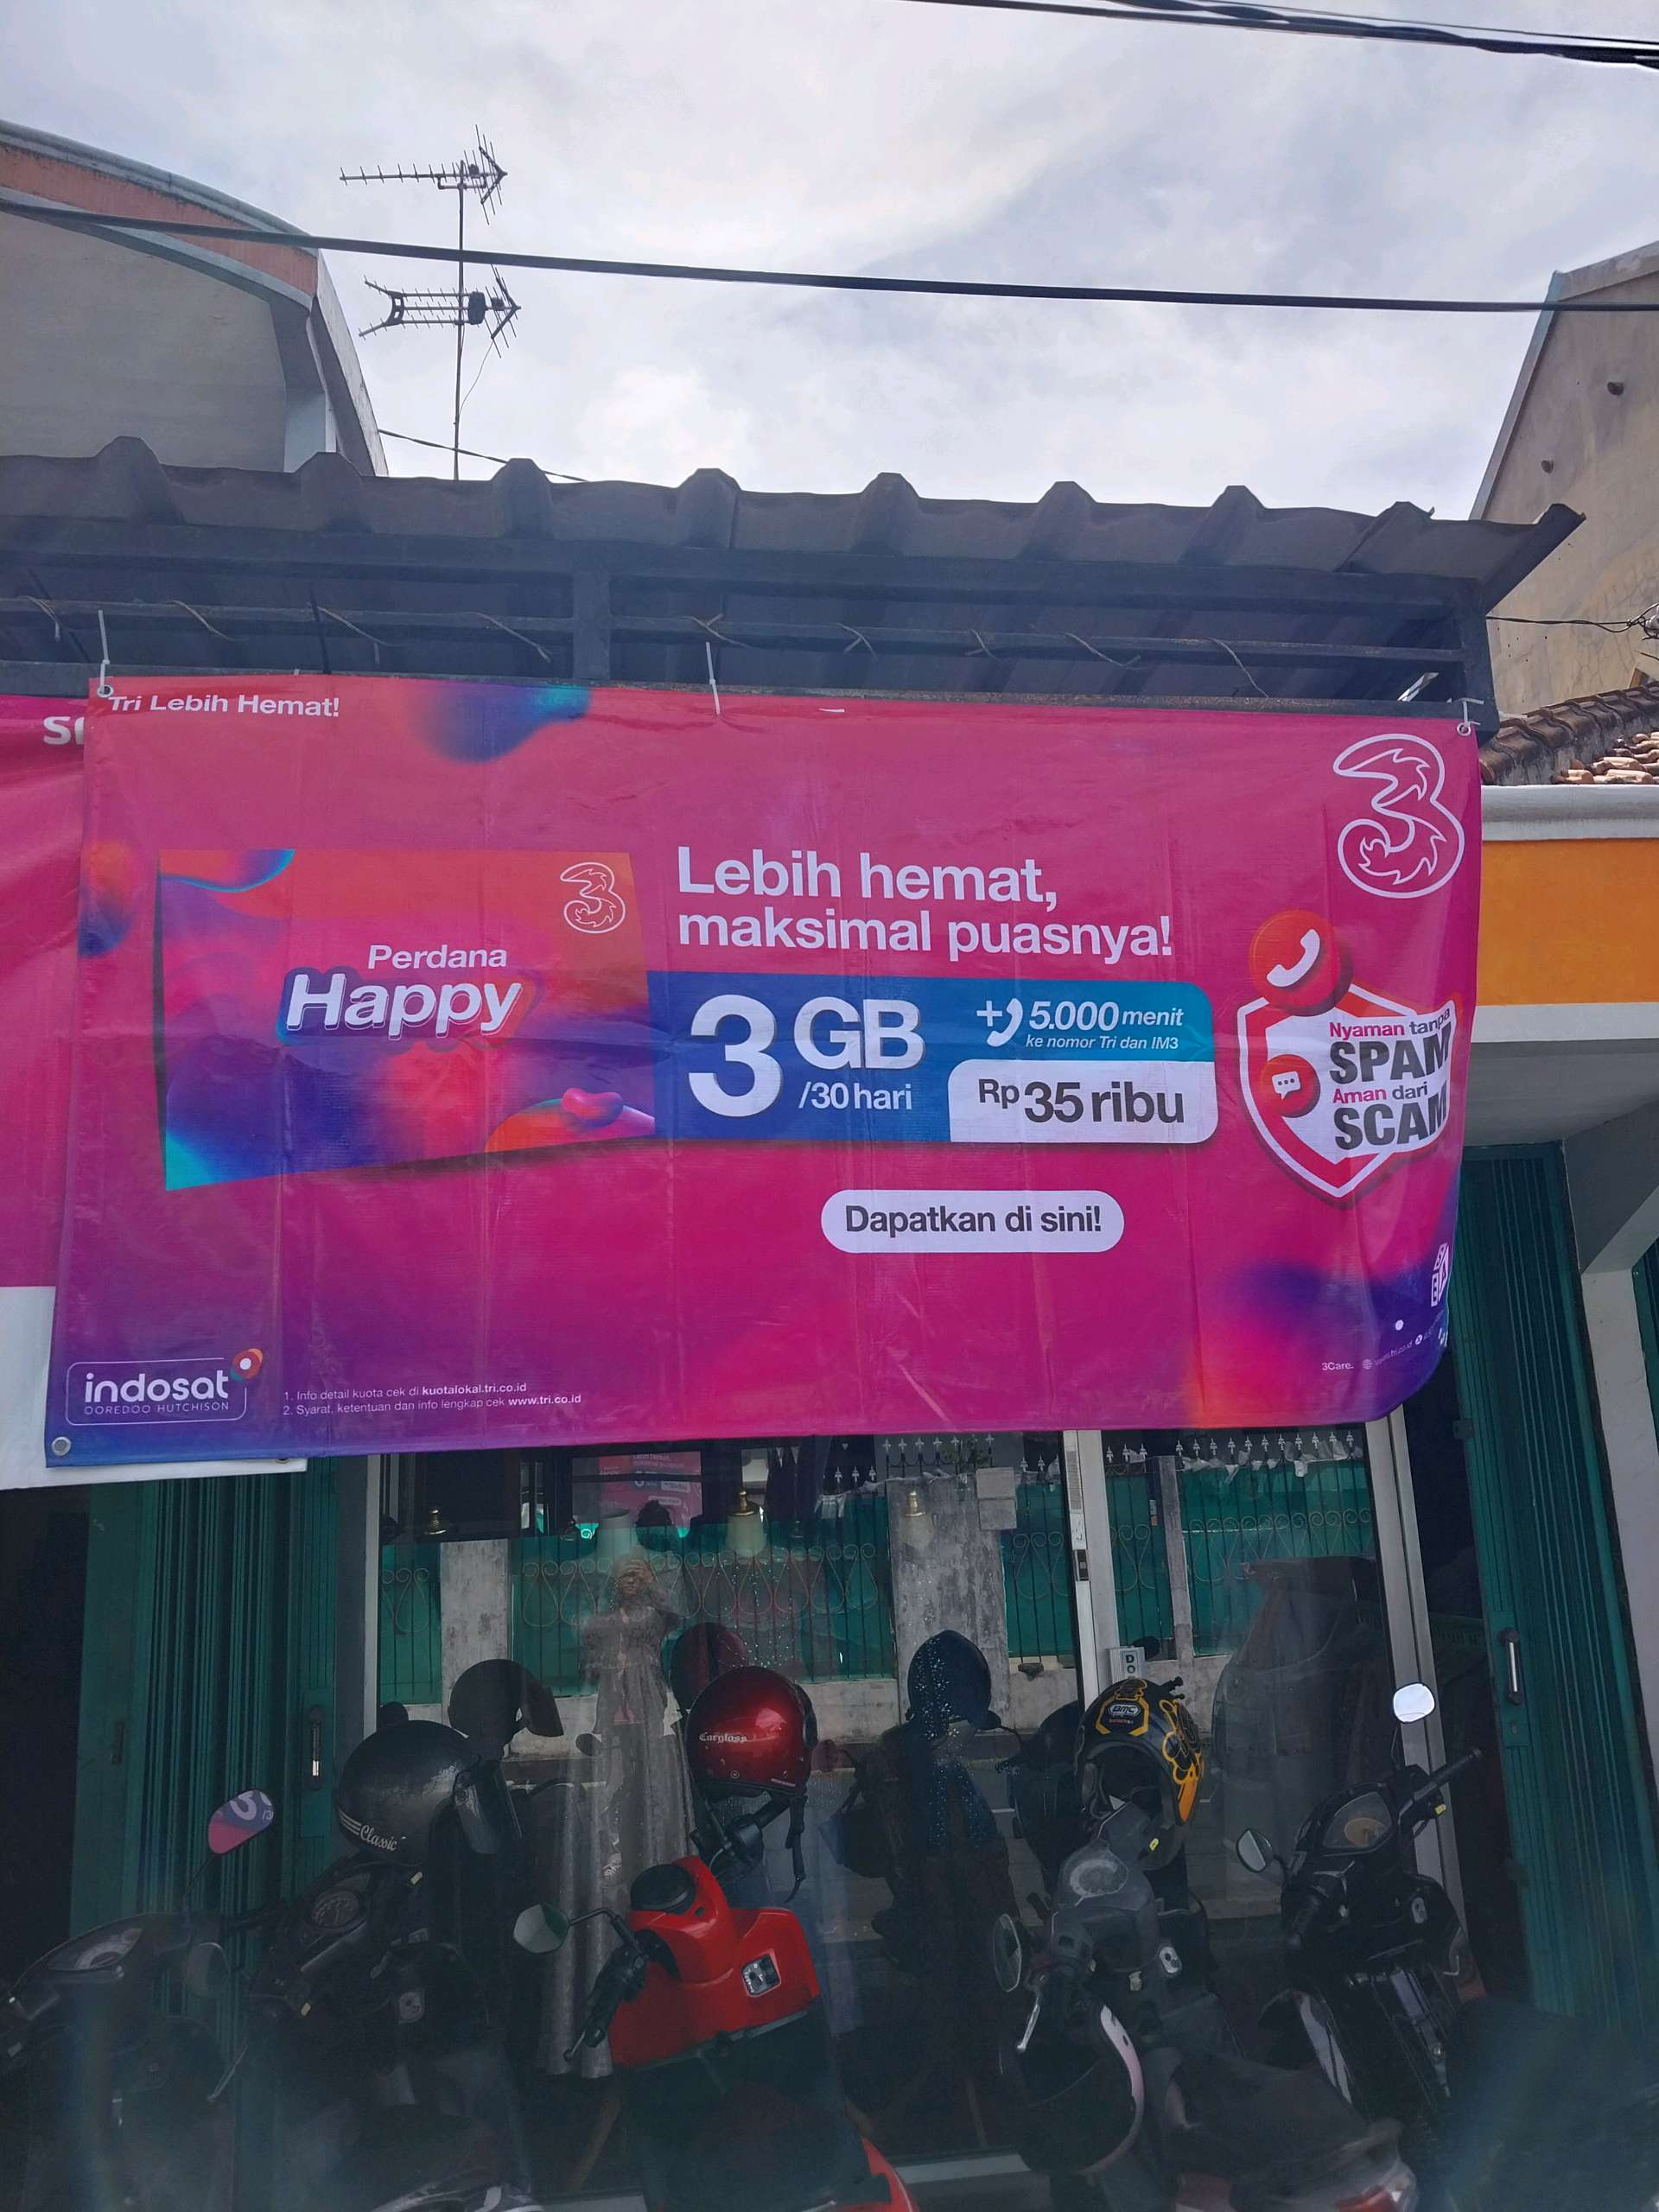 Tri Lebih Hemat!
3
Lebih hemat,
maksimal puasnya!
3
Perdana
Happy
3 GB
/30 hari
+ 5.000 menit
ke nomor Tri dan IM3
Rp 35 ribu
Nyaman tanpa
SPAM
Aman dari
SCAM
Dapatkan di sini!
indosat
OOREDOO HUTCHISON
1. Info detail kuota cek di kuotalokal.tri.co.id
2. Syarat, ketentuan dan info lengkap cek www.tri.co.id
3Care.
Classic
Cargloss
BMC